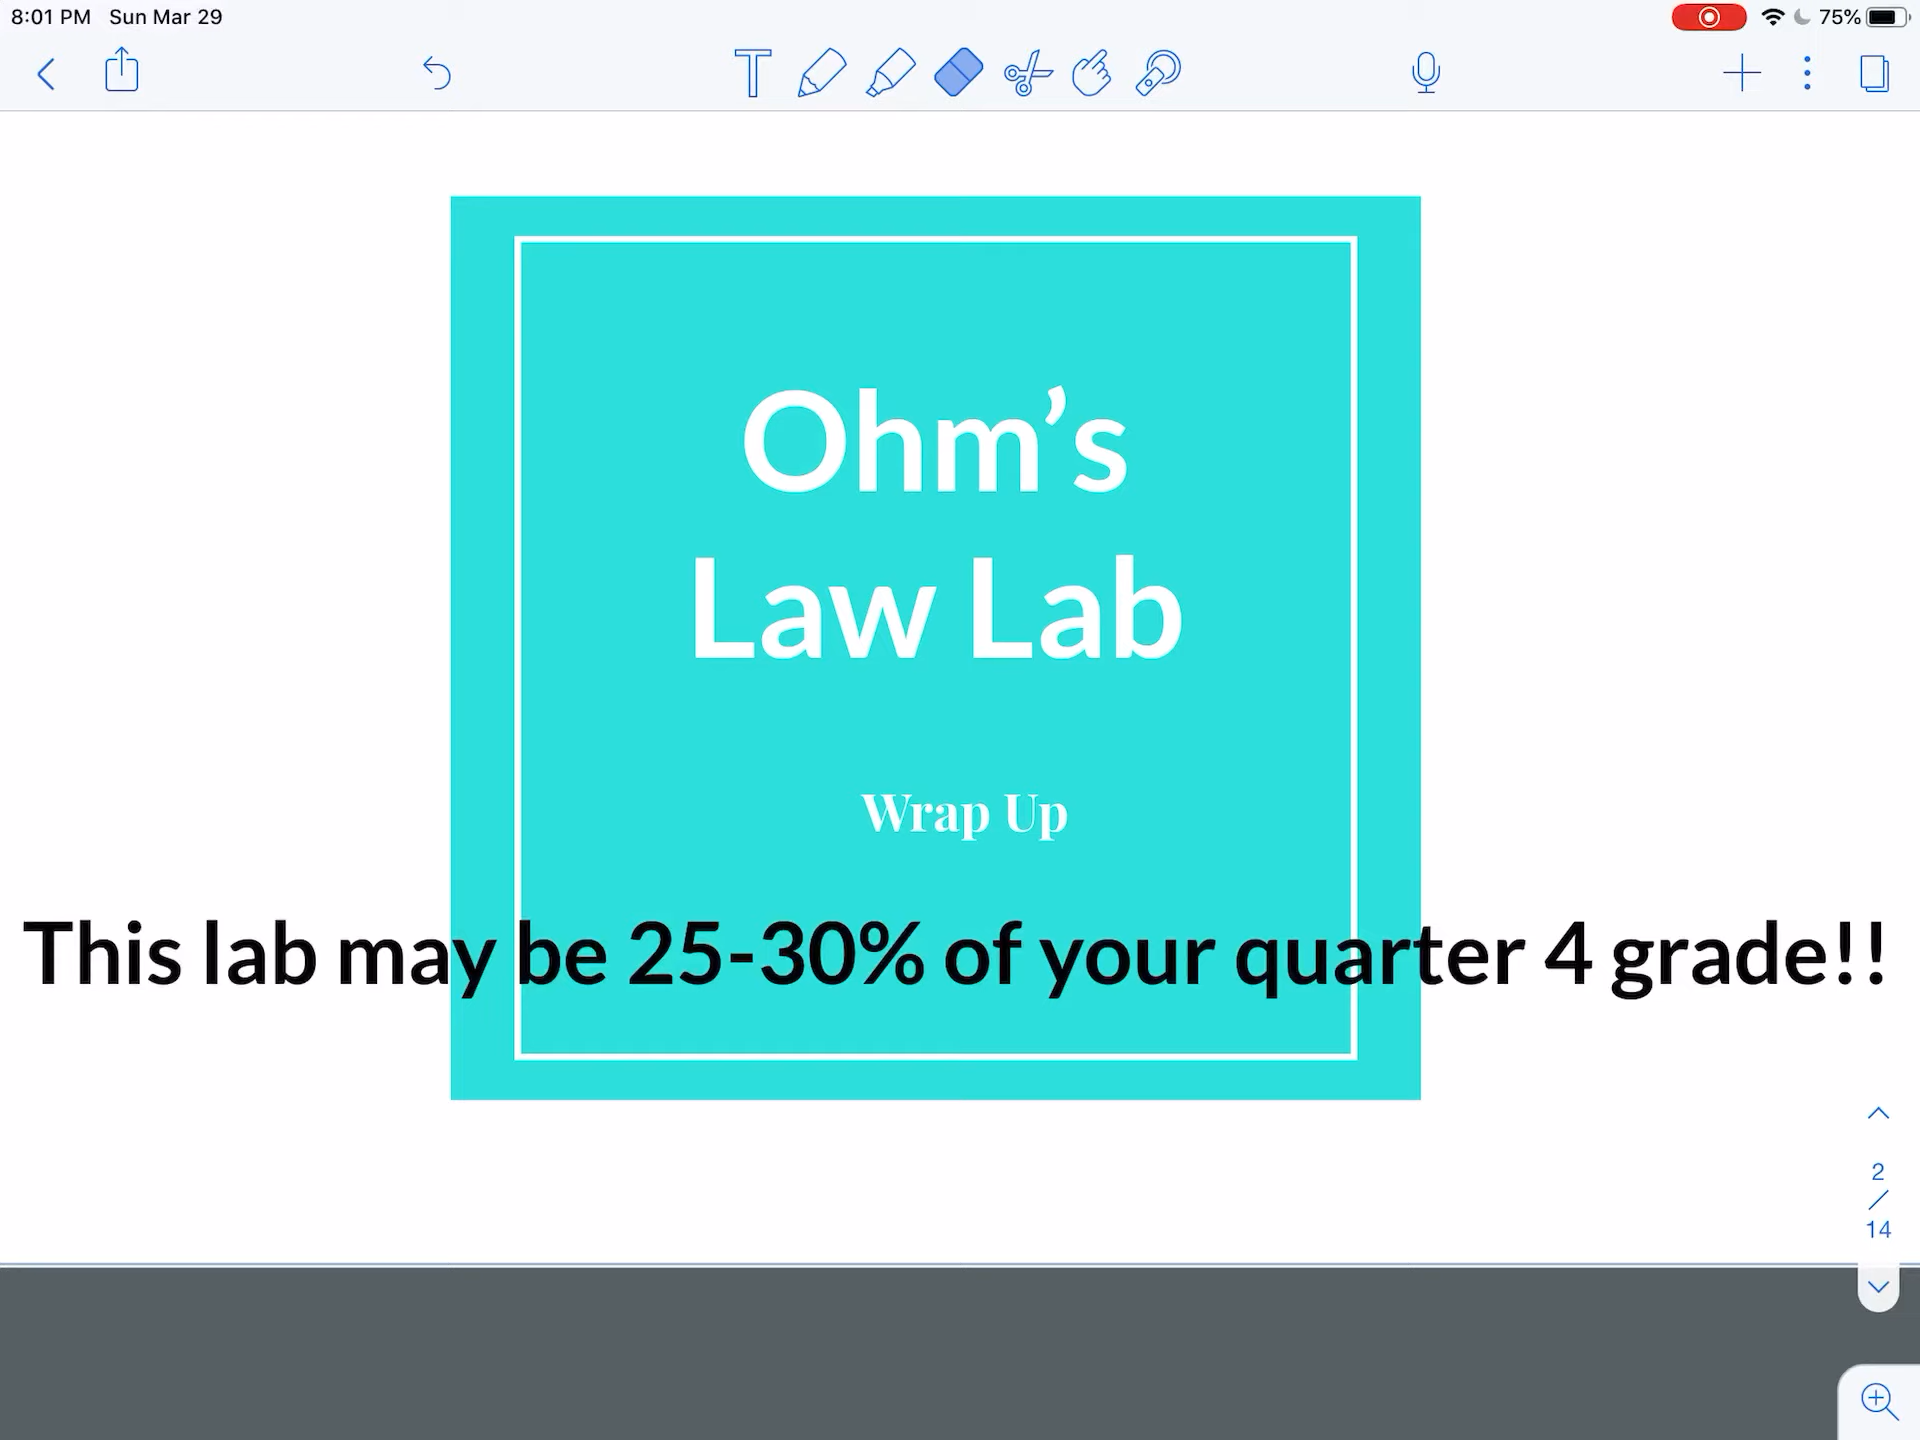 8:01 PM Sun Mar 29
75%
T
Ohm’s
Law Lab
Wrap Up
This lab may be 25-30% of your quarter 4 grade!!
2
/
14